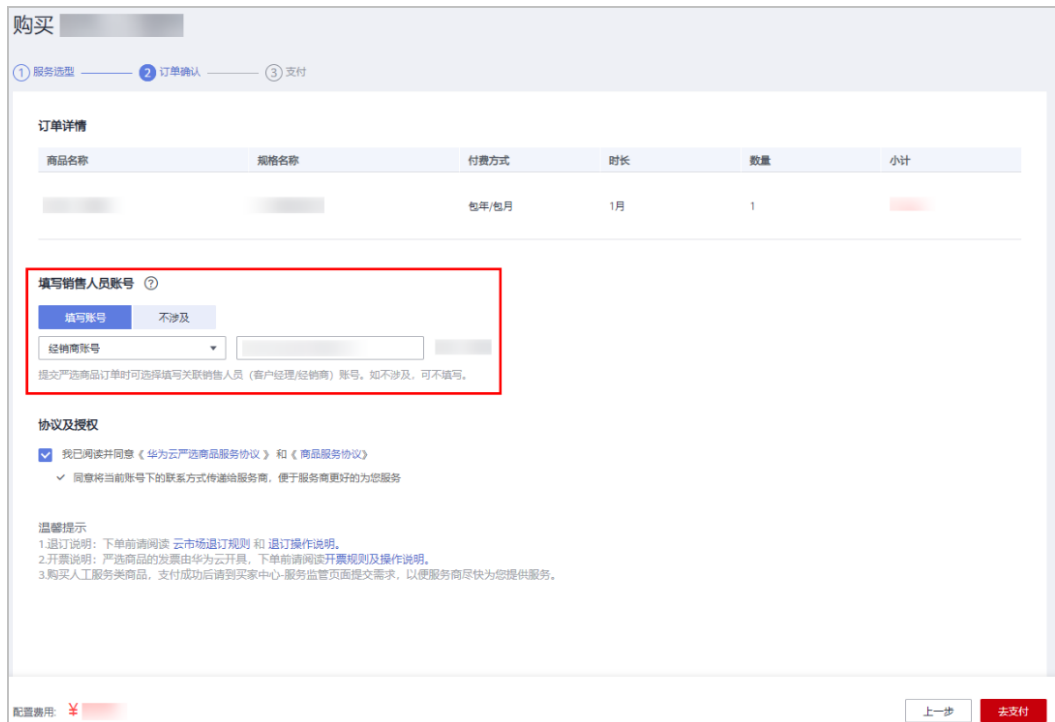 购买
1 服务选型 2 订单确认 3 支付
订单详情
商品名称 规格名称 付费方式 时长 数量 小计
包年/包月 1月 1
填写销售人员账号 ?
填写账号 不涉及
经销商账号
提交严选商品订单时可选择填写关联销售人员（客户经理/经销商）账号。如不涉及，可不填写。
协议及授权
我已阅读并同意《 华为云严选商品服务协议 》 和《 商品服务协议》
同意将当前账号下的联系方式传递给服务商，便于服务商更好的为您服务
温馨提示
1.退订说明：下单前请阅读 云市场退订规则 和 退订操作说明。
2.开票说明：严选商品的发票由华为云开具，下单前请阅读开票规则及操作说明。
3.购买人工服务类商品，支付成功后请到买家中心-服务监管页面提交需求，以便服务商尽快为您提供服务。
配置费用: ¥
上一步 去支付